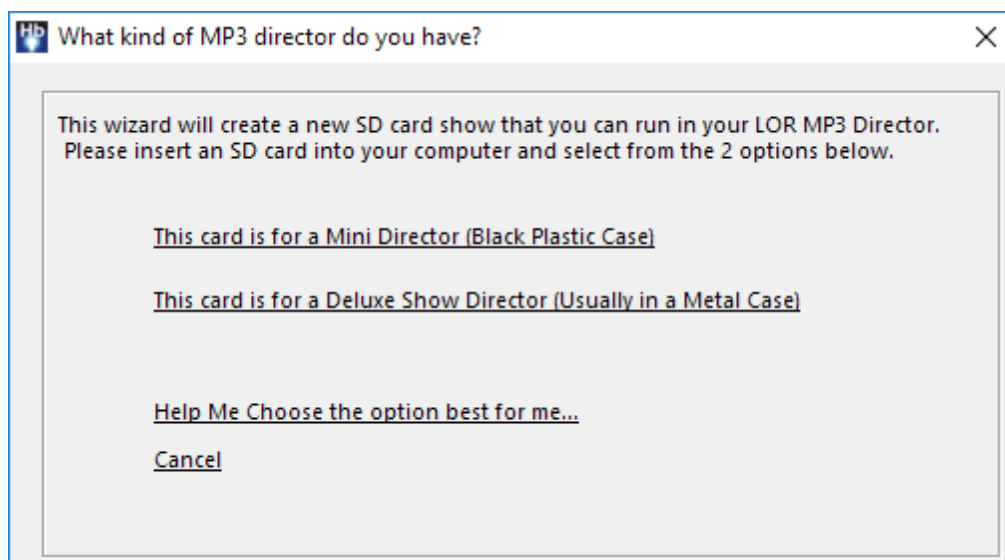 Hb
What kind of MP3 director do you have?
This wizard will create a new SD card show that you can run in your LOR MP3 Director.
Please insert an SD card into your computer and select from the 2 options below.
This card is for a Mini Director (Black Plastic Case)
This card is for a Deluxe Show Director (Usually in a Metal Case)
Help Me Choose the option best for me...
Cancel